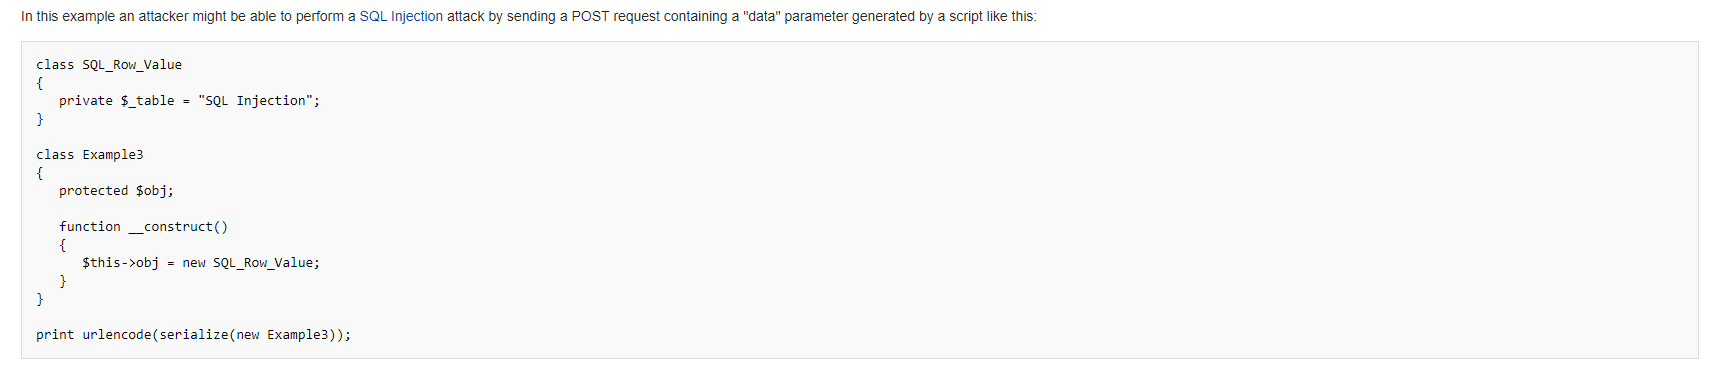 In this example an attacker might be able to perform a SQL Injection attack by sending a POST request containing a "data" parameter generated by a script like this:
class SQL_Row_Value
{
   private $_table = "SQL Injection";
}
class Example3
{
   protected $obj;
   function __construct()
   {
      $this->obj = new SQL_Row_Value;
   }
}
print urlencode(serialize(new Example3));